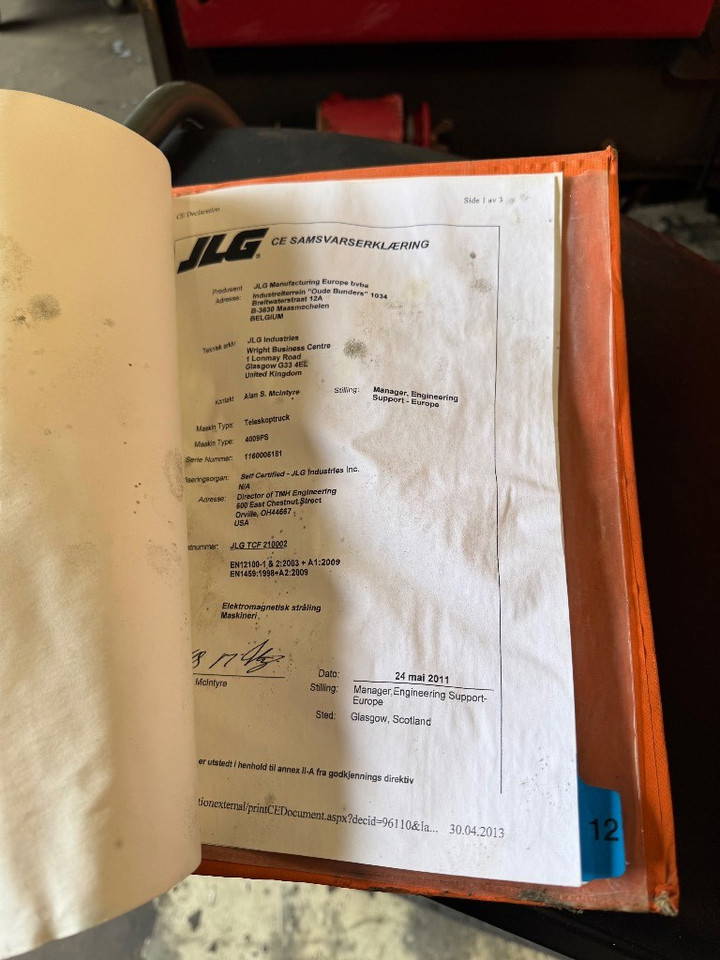 CE Declaration
Side 1 av 3
JLG® CE SAMSVARSERKLÆRING
Produsent JLG Manufacturing Europe bvba
Adresse: Industrieterrein "Oude Bunders" 1034
Breitwaterstraat 12A
B-3630 Maasmechelen
BELGIUM
Teknisk arkiv JLG Industries
Wright Business Centre
1 Lonmay Road
Glasgow G33 4EE
United Kingdom
Kontakt Alan S. McIntyre Stilling: Manager, Engineering
Support - Europe
Maskin Type: Teleskoptruck
Maskin Type: 4009PS
Serie Nummer: 1160006181
iseringsorgan: Self Certified - JLG Industries Inc.
N/A
Adresse: Director of TMH Engineering
600 East Chestnut Street
Orville, OH44667
USA
ntnummer: JLG TCF 210002
EN12100-1 & 2:2003 + A1:2009
EN1459:1998+A2:2009
Elektromagnetisk stråling
Maskineri
McIntyre
Dato: 24 mai 2011
Stilling: Manager,Engineering Support-
Europe
Sted: Glasgow, Scotland
er utstedt i henhold til annex II-A fra godkjennings direktiv
tionexternal/printCEDocument.aspx?decid=96110&la... 30.04.2013
12